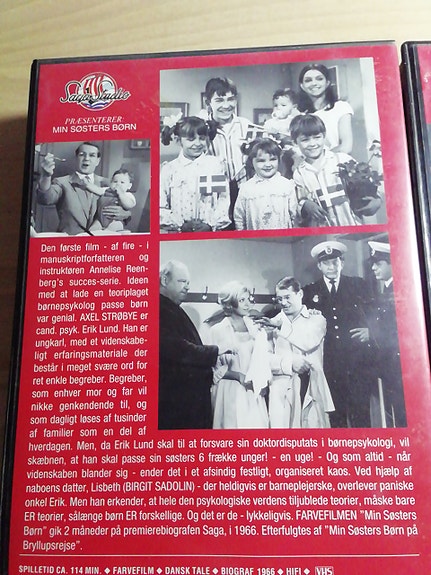 Saga Studio
PRÆSENTERER:
MIN SØSTERS BØRN
Den første film - af fire - i
manuskriptforfatteren og
instruktøren Annelise Reen-
berg's succes-serie. Ideen
med at lade en teoriplaget
børnepsykolog passe børn
var genial. AXEL STRØBYE er
cand. psyk. Erik Lund. Han er
ungkarl, med et videnskabe-
ligt erfaringsmateriale der
består i meget svære ord for
ret enkle begreber. Begreber,
som enhver mor og far vil
nikke genkendende til, og
som dagligt løses af tusinder
af familier som en del af
hverdagen. Men, da Erik Lund skal til at forsvare sin doktordisputats i børnepsykologi, vil
skæbnen, at han skal passe sin søsters 6 frække unger! - en uge! - Og som altid - når
videnskaben blander sig - ender det i et afsindig festligt, organiseret kaos. Ved hjælp af
naboens datter, Lisbeth (BIRGIT SADOLIN) - der heldigvis er barneplejerske, overlever paniske
onkel Erik. Men han erkender, at hele den psykologiske verdens tiljublede teorier, måske bare
ER teorier, sålænge børn ER forskellige. Og det er de - lykkeligvis. FARVEFILMEN "Min Søsters
Børn" gik 2 måneder på premierebiografen Saga, i 1966. Efterfulgtes af "Min Søsters Børn på
Bryllupsrejse".
SPILLETID CA. 114 MIN. ◆ FARVEFILM ◆ DANSK TALE ◆ BIOGRAF 1966 ◆ HIFI ◆ VHS